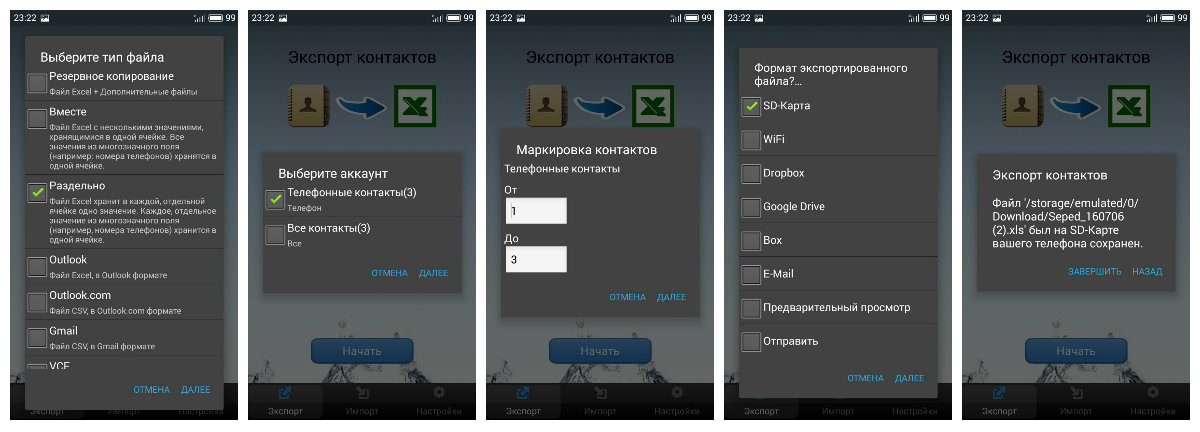 23:22
99
Выберите тип файла
Резервное копирование
Файл Excel + Дополнительные файлы
Вместе
Файл Excel с несколькими значениями,
хранящимися в одной ячейке. Все
значения из многозначного поля
(например: номера телефонов) хранятся в
одной ячейке.
Раздельно
Файл Excel хранит в каждой, отдельной
ячейке одно значение. Каждое, отдельное
значение из многозначного поля
(например, номера телефонов) хранится в
одной ячейке.
Outlook
Файл Excel, в Outlook формате
Outlook.com
Файл CSV, в Outlook.com формате
Gmail
Файл CSV, в Gmail формате
VCF
ОТМЕНА ДАЛЕЕ
Экспорт Импорт Настройки
23:22
99
Экспорт контактов
Выберите аккаунт
Телефонные контакты(3)
Телефон
Все контакты(3)
Все
ОТМЕНА ДАЛЕЕ
Начать
Экспорт Импорт Настройки
23:22
99
Экспорт контактов
Маркировка контактов
Телефонные контакты
От
1
До
3
ОТМЕНА ДАЛЕЕ
Начать
Экспорт Импорт Настройки
23:22
99
Формат экспортированного
файла?...
SD-Карта
WiFi
Dropbox
Google Drive
Box
E-Mail
Предварительный просмотр
Отправить
ОТМЕНА ДАЛЕЕ
Экспорт Импорт Настройки
23:22
99
Экспорт контактов
Файл '/storage/emulated/0/
Download/Seped_160706
(2).xls' был на SD-Карте
вашего телефона сохранен.
ЗАВЕРШИТЬ НАЗАД
Экспорт Импорт Настройки